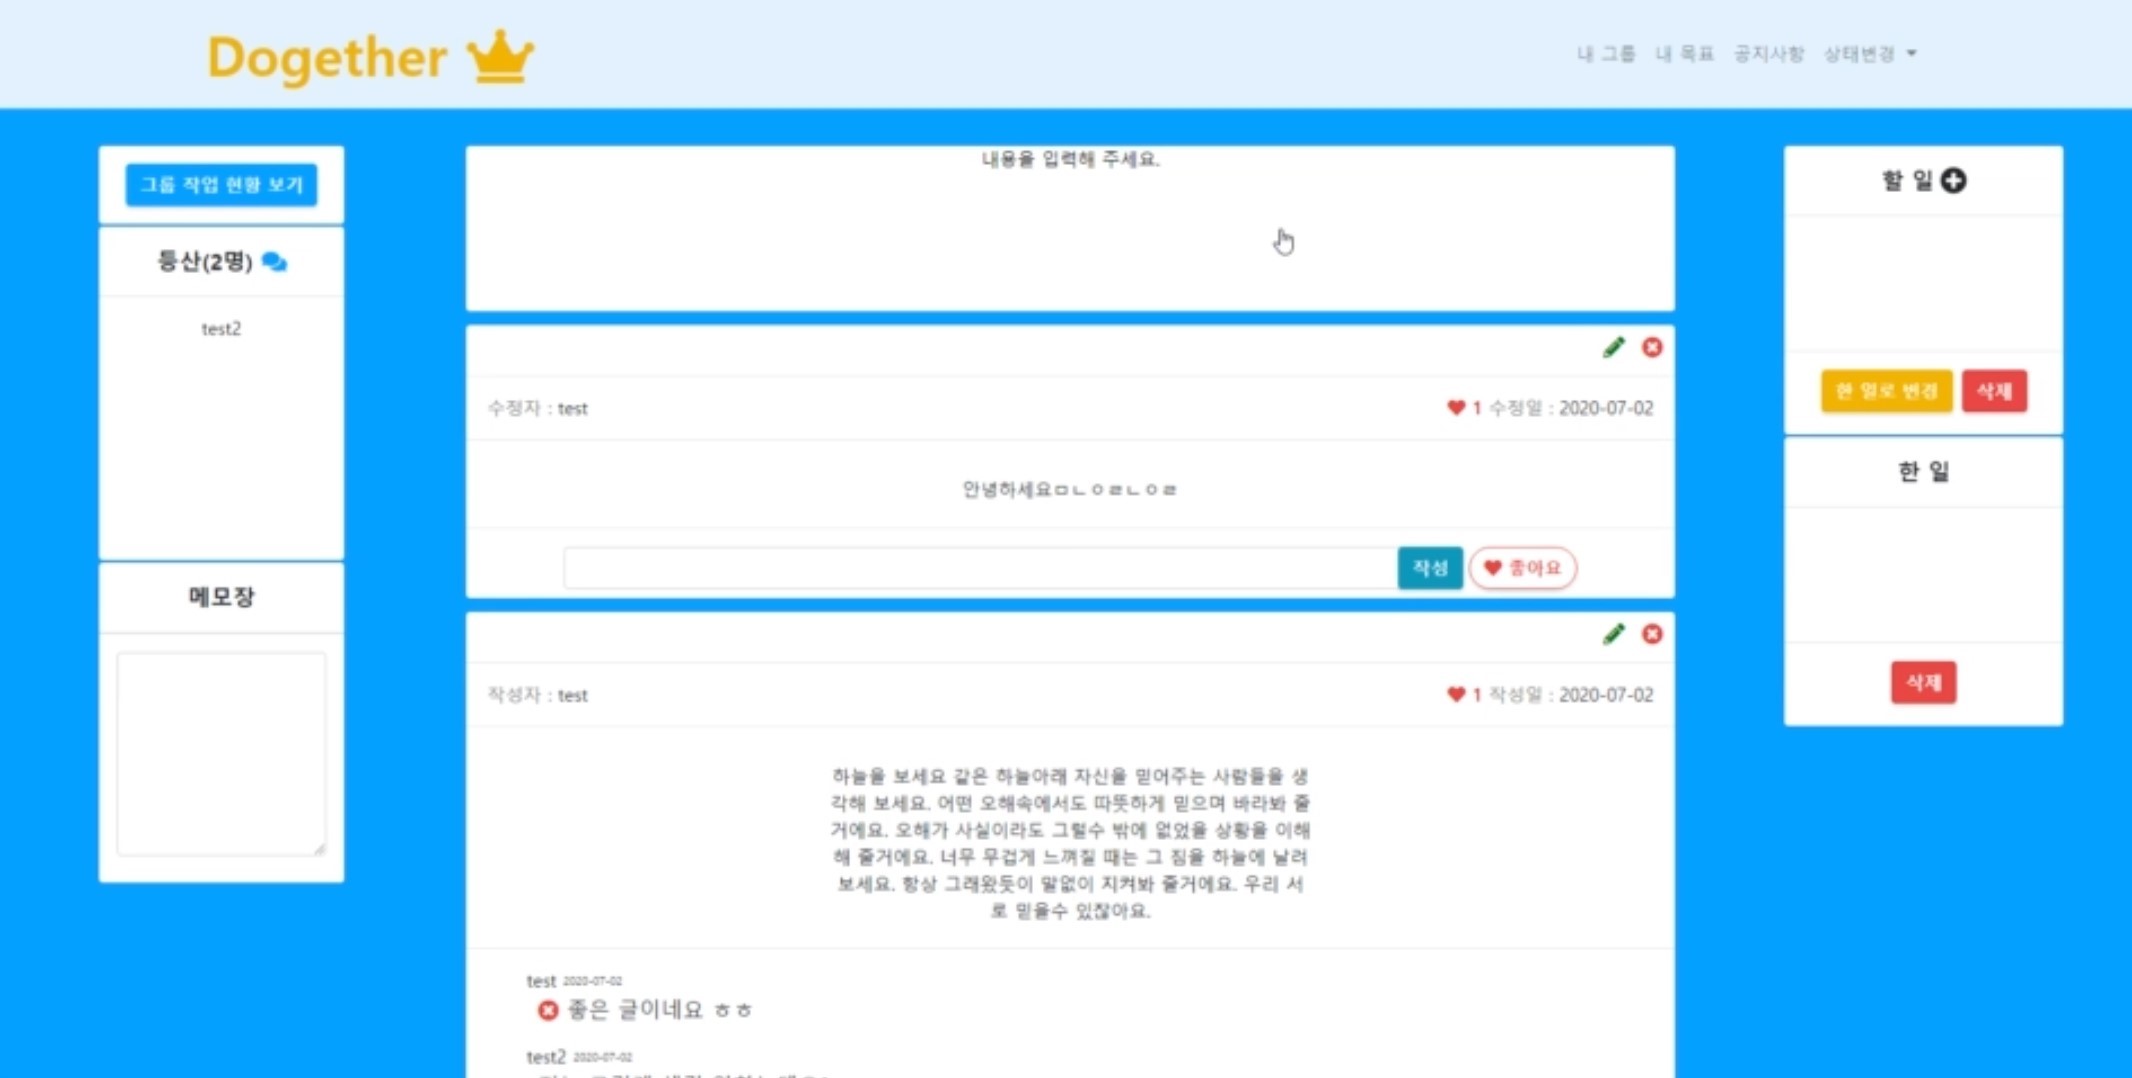 Dogether
내 그룹 내 목표 공지사항 상태변경
그룹 작업 현황 보기
등산(2명)
test2
메모장
내용을 입력해 주세요.
수정자 : test
1 수정일 : 2020-07-02
안녕하세요ㅁㄴㅇㄹㄴㅇㄹ
작성
좋아요
작성자 : test
1 작성일 : 2020-07-02
하늘을 보세요 같은 하늘아래 자신을 믿어주는 사람들을 생
각해 보세요. 어떤 오해속에서도 따뜻하게 믿으며 바라봐 줄
거에요. 오해가 사실이라도 그럴수 밖에 없었을 상황을 이해
해 줄거에요. 너무 무겁게 느껴질 때는 그 짐을 하늘에 날려
보세요. 항상 그래왔듯이 말없이 지켜봐 줄거에요. 우리 서
로 믿을수 있잖아요.
test 2020-07-02
좋은 글이네요 ㅎㅎ
test2 2020-07-02
할 일
한 일로 변경
삭제
한 일
삭제